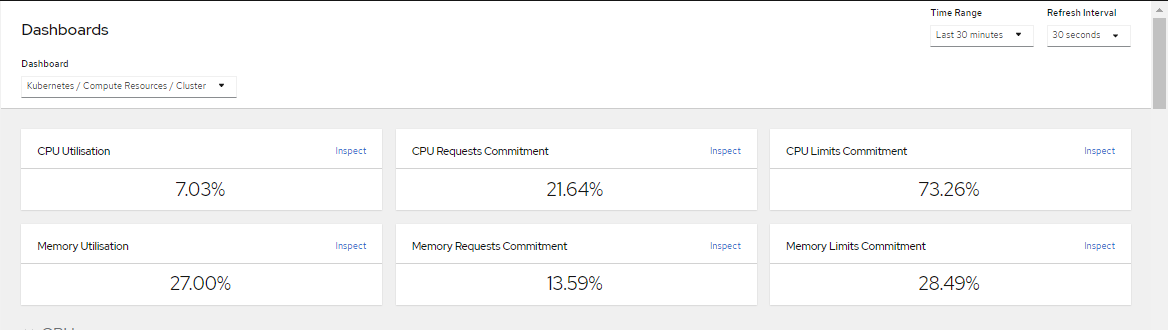 Dashboards
Time Range
Refresh Interval
Last 30 minutes
30 seconds
Dashboard
Kubernetes / Compute Resources / Cluster
CPU Utilisation Inspect
CPU Requests Commitment Inspect
CPU Limits Commitment Inspect
7.03%
21.64%
73.26%
Memory Utilisation Inspect
Memory Requests Commitment Inspect
Memory Limits Commitment Inspect
27.00%
13.59%
28.49%
CPU